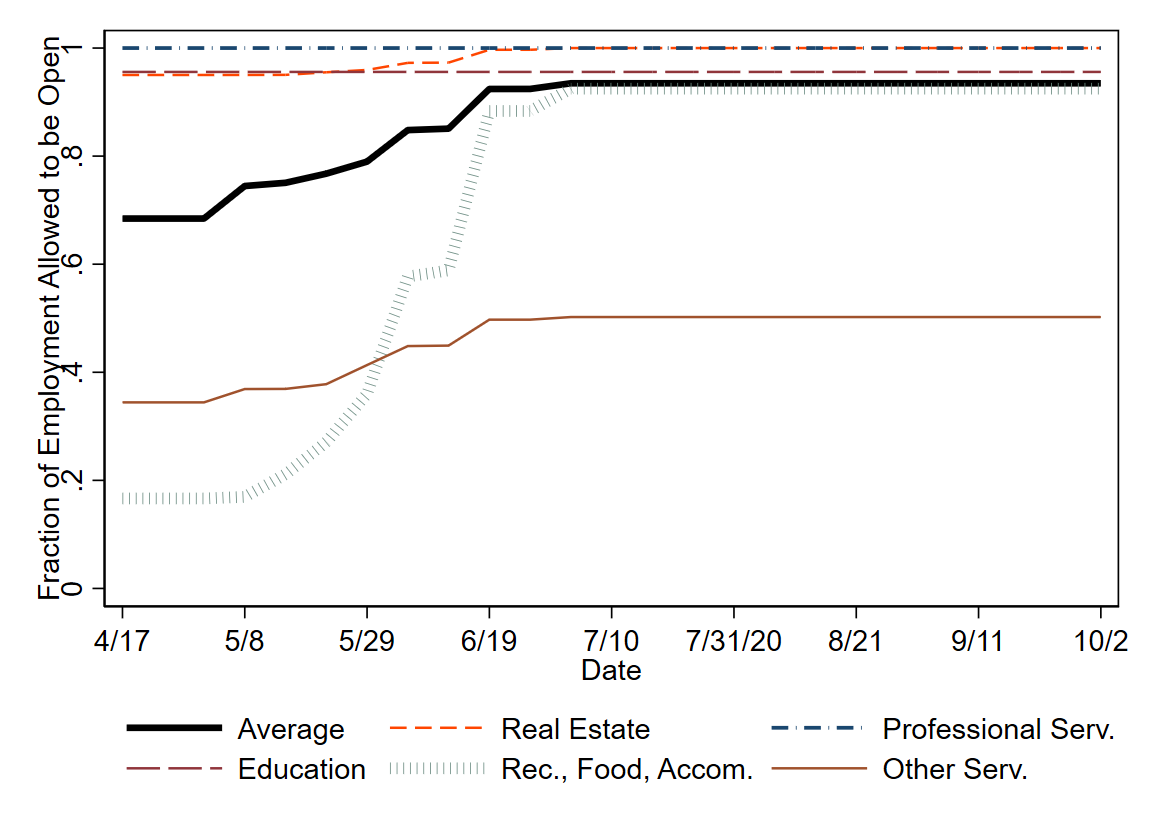 Fraction of Employment Allowed to be Open
1
.8
.6
.4
.2
0
4/17 5/8 5/29 6/19 7/10 7/31/20 8/21 9/11 10/2
Date
Average Real Estate Professional Serv.
Education Rec., Food, Accom. Other Serv.